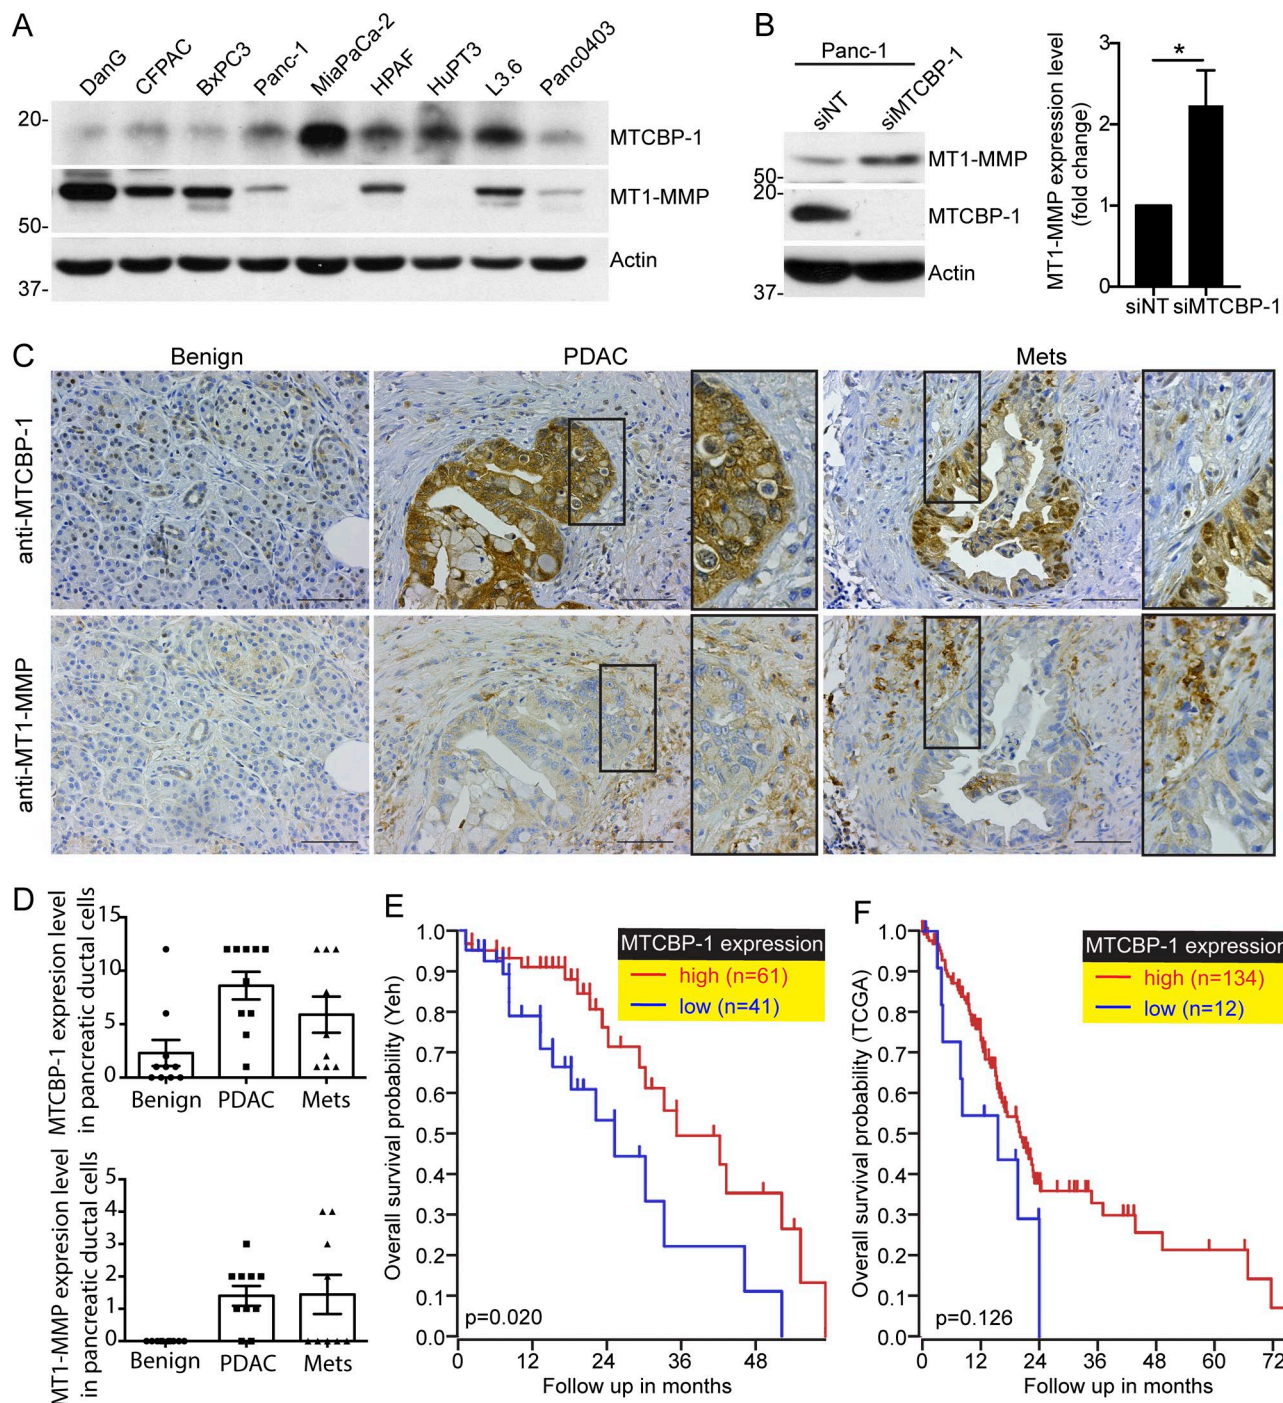 A
DanG
CFPAC
BxPC3
Panc-1
MiaPaCa-2
HPAF
HuPT3
L3.6
Panc0403
20-
MTCBP-1
MT1-MMP
50-
Actin
37-
B
Panc-1
siNT
siMTCBP-1
MT1-MMP
50-
20-
MTCBP-1
Actin
37-
MT1-MMP expression level
(fold change)
3
2
1
0
*
siNT siMTCBP-1
C
Benign
PDAC
Mets
anti-MTCBP-1
anti-MT1-MMP
D
MTCBP-1 expression level
in pancreatic ductal cells
15
10
5
0
Benign PDAC Mets
MT1-MMP expresion level
in pancreatic ductal cells
5
4
3
2
1
0
Benign PDAC Mets
E
Overall survival probability (Yeh)
1.0
0.9
0.8
0.7
0.6
0.5
0.4
0.3
0.2
0.1
0.0
MTCBP-1 expression
high (n=61)
low (n=41)
p=0.020
0 12 24 36 48
Follow up in months
F
Overall survival probability (TCGA)
1.0
0.9
0.8
0.7
0.6
0.5
0.4
0.3
0.2
0.1
0.0
MTCBP-1 expression
high (n=134)
low (n=12)
p=0.126
0 12 24 36 48 60 72
Follow up in months